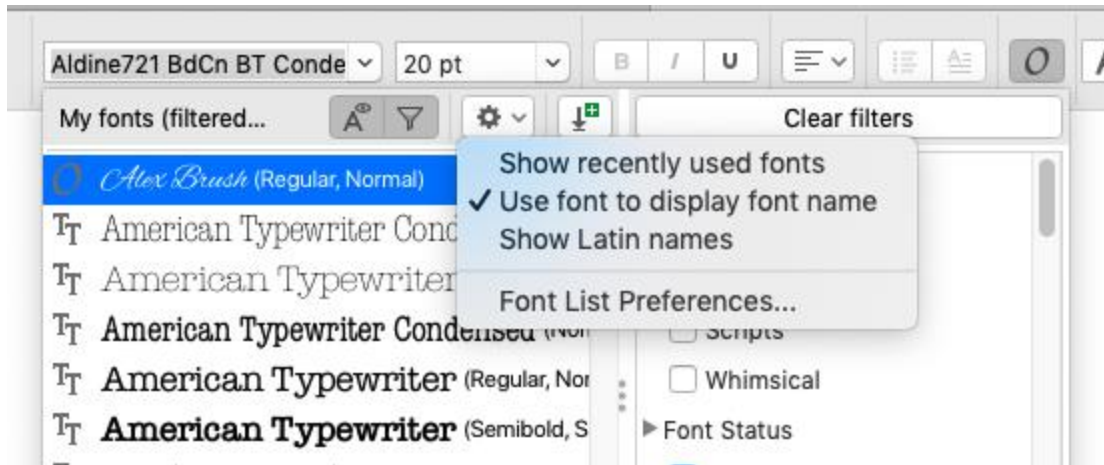 Aldine721 BdCn BT Conde 20 pt B I U
My fonts (filtered... Clear filters
Alex Brush (Regular, Normal)
Show recently used fonts
✓ Use font to display font name
Show Latin names
Font List Preferences...
American Typewriter Cond
American Typewriter
American Typewriter Condensed
American Typewriter (Regular, Nor
American Typewriter (Semibold, S
Scripts
Whimsical
Font Status